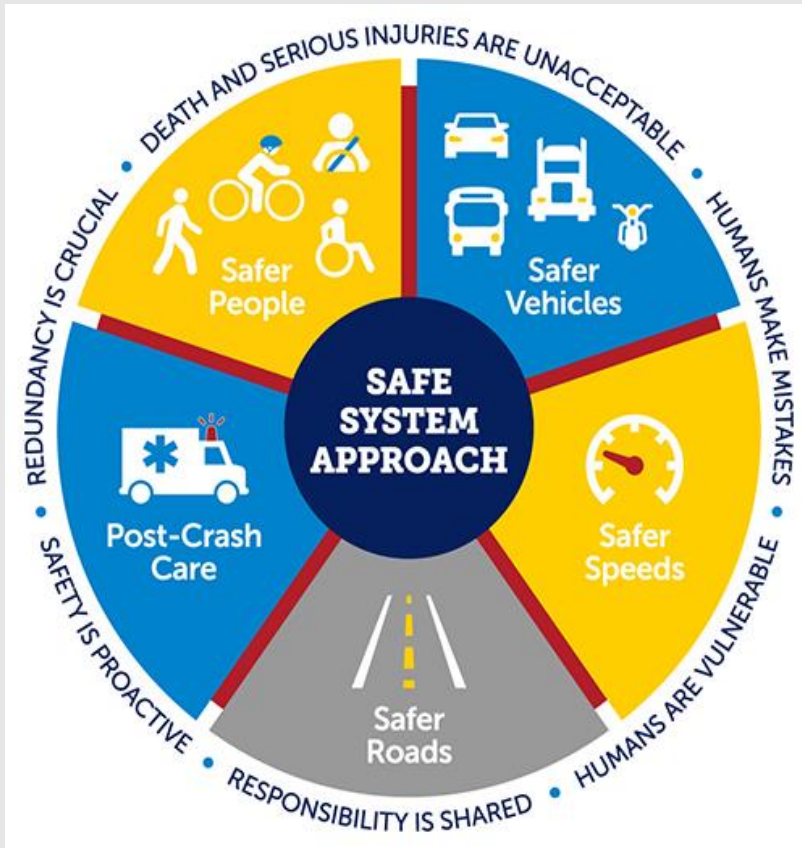 DEATH AND SERIOUS INJURIES ARE UNACCEPTABLE
HUMANS MAKE MISTAKES
HUMANS ARE VULNERABLE
RESPONSIBILITY IS SHARED
SAFETY IS PROACTIVE
REDUNDANCY IS CRUCIAL
Safer
People
Safer
Vehicles
SAFE
SYSTEM
APPROACH
Post-Crash
Care
Safer
Speeds
Safer
Roads